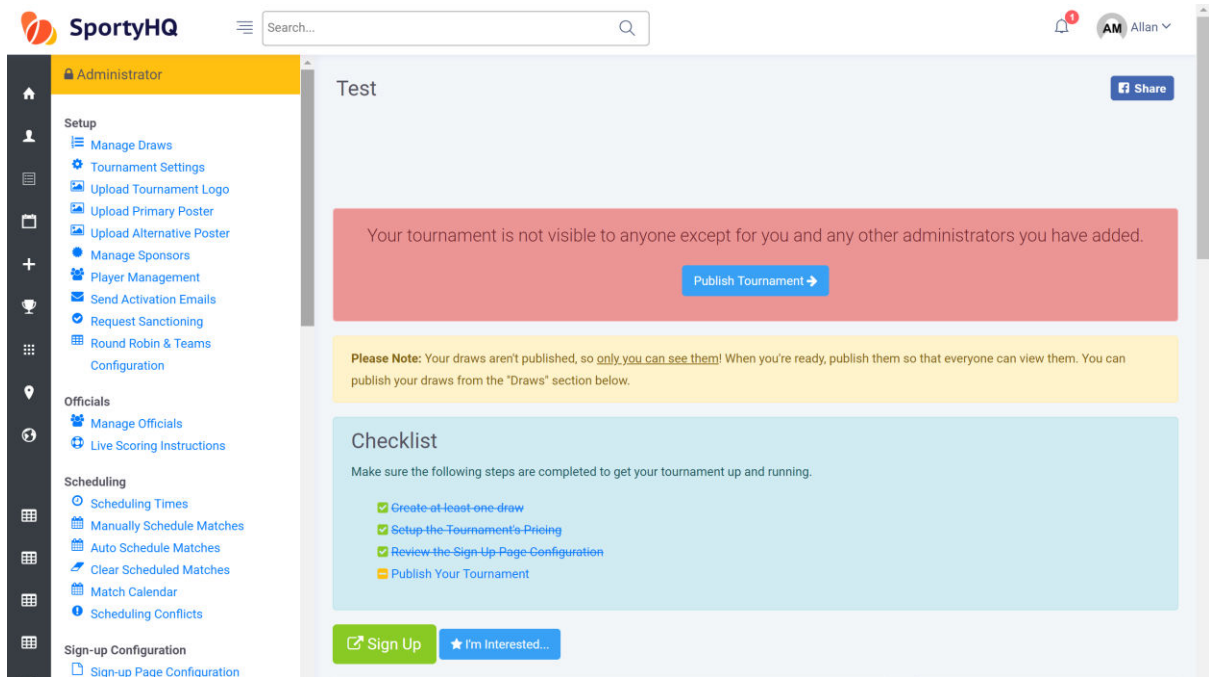 SportyHQ
Search...
1
AM Allan
Administrator
Setup
Manage Draws
Tournament Settings
Upload Tournament Logo
Upload Primary Poster
Upload Alternative Poster
Manage Sponsors
Player Management
Send Activation Emails
Request Sanctioning
Round Robin & Teams
Configuration
Officials
Manage Officials
Live Scoring Instructions
Scheduling
Scheduling Times
Manually Schedule Matches
Auto Schedule Matches
Clear Scheduled Matches
Match Calendar
Scheduling Conflicts
Sign-up Configuration
Sign-up Page Configuration
Test
Share
Your tournament is not visible to anyone except for you and any other administrators you have added.
Publish Tournament
Please Note: Your draws aren't published, so only you can see them! When you're ready, publish them so that everyone can view them. You can
publish your draws from the "Draws" section below.
Checklist
Make sure the following steps are completed to get your tournament up and running.
Create at least one draw
Setup the Tournament's Pricing
Review the Sign Up Page Configuration
Publish Your Tournament
Sign Up
I'm Interested...